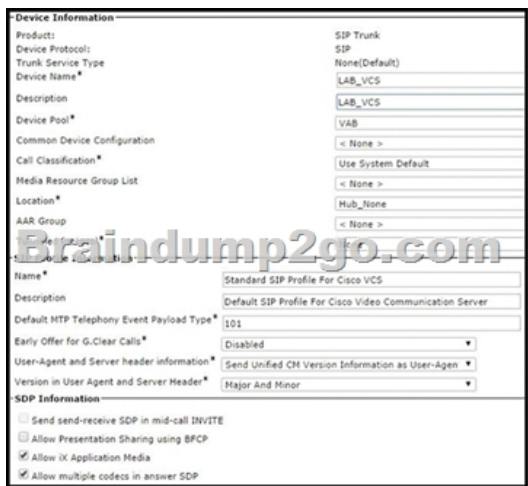 Device Information
Product: SIP Trunk
Device Protocol: SIP
Trunk Service Type None(Default)
Device Name* LAB_VCS
Description LAB_VCS
Device Pool* VAB
Common Device Configuration < None >
Call Classification* Use System Default
Media Resource Group List < None >
Location* Hub_None
AAR Group < None >
Braindump2go.com
Name* Standard SIP Profile For Cisco VCS
Description Default SIP Profile For Cisco Video Communication Server
Default MTP Telephony Event Payload Type* 101
Early Offer for G.Clear Calls* Disabled
User-Agent and Server header information* Send Unified CM Version Information as User-Agen
Version in User Agent and Server Header* Major And Minor
SDP Information
Send send-receive SDP in mid-call INVITE
Allow Presentation Sharing using BFCP
Allow iX Application Media
Allow multiple codecs in answer SDP